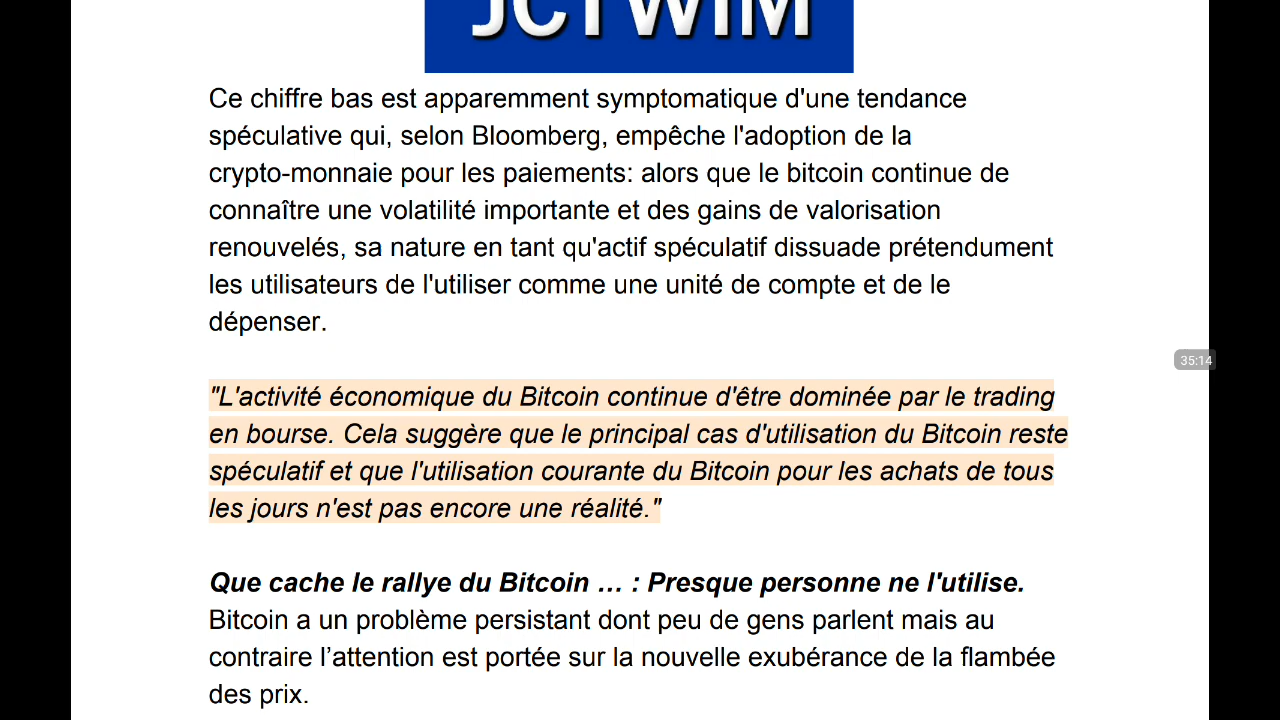 JCTWIM
Ce chiffre bas est apparemment symptomatique d'une tendance
spéculative qui, selon Bloomberg, empêche l'adoption de la
crypto-monnaie pour les paiements: alors que le bitcoin continue de
connaître une volatilité importante et des gains de valorisation
renouvelés, sa nature en tant qu'actif spéculatif dissuade prétendument
les utilisateurs de l'utiliser comme une unité de compte et de le
dépenser.
35:14
"L'activité économique du Bitcoin continue d'être dominée par le trading
en bourse. Cela suggère que le principal cas d'utilisation du Bitcoin reste
spéculatif et que l'utilisation courante du Bitcoin pour les achats de tous
les jours n'est pas encore une réalité."
Que cache le rallye du Bitcoin … : Presque personne ne l'utilise.
Bitcoin a un problème persistant dont peu de gens parlent mais au
contraire l’attention est portée sur la nouvelle exubérance de la flambée
des prix.